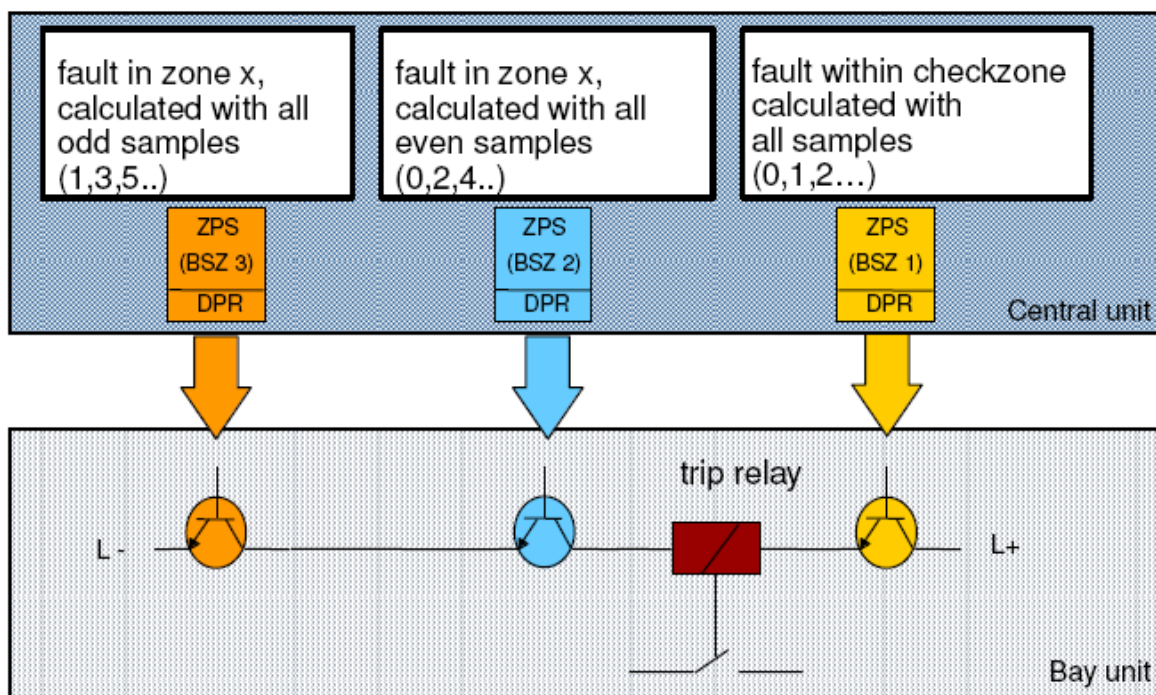 fault in zone x,
calculated with all
odd samples
(1,3,5..)
fault in zone x,
calculated with all
even samples
(0,2,4..)
fault within checkzone
calculated with
all samples
(0,1,2...)
ZPS
(BSZ 3)
DPR
ZPS
(BSZ 2)
DPR
ZPS
(BSZ 1)
DPR
Central unit
trip relay
L -
L+
Bay unit